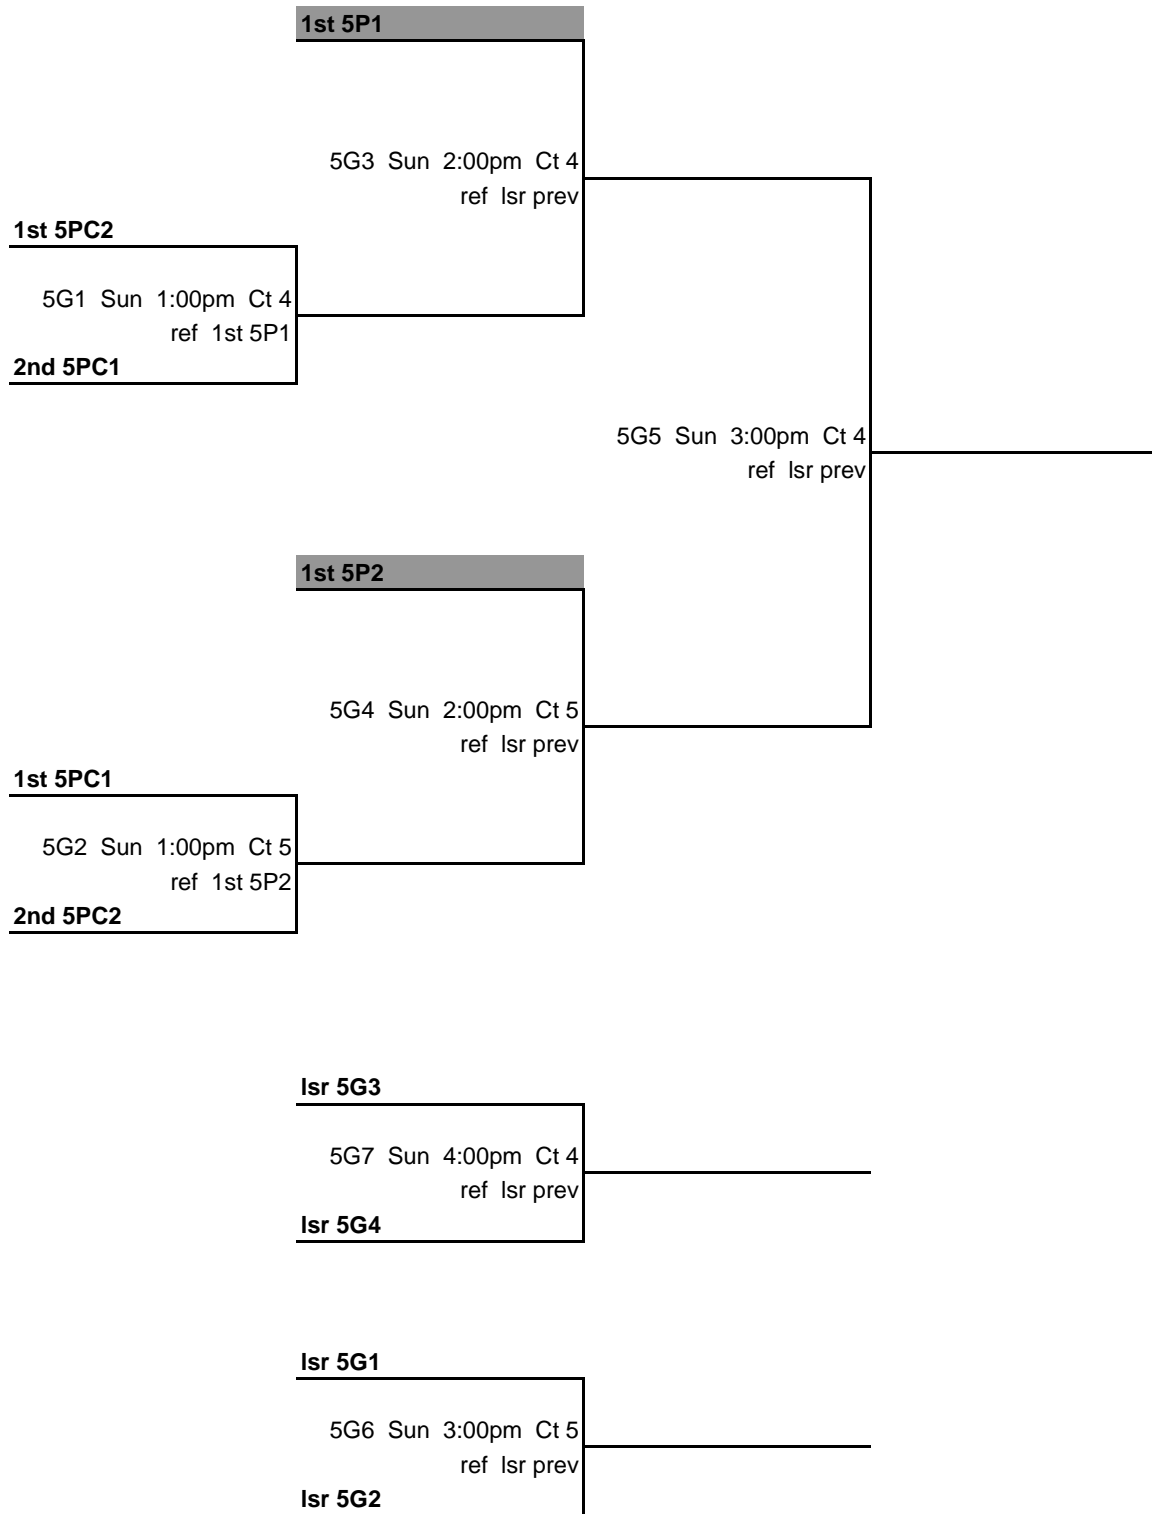 1st 5P1
5G3 Sun 2:00pm Ct 4
ref lsr prev
1st 5PC2
5G1 Sun 1:00pm Ct 4
ref 1st 5P1
2nd 5PC1
5G5 Sun 3:00pm Ct 4
ref lsr prev
1st 5P2
5G4 Sun 2:00pm Ct 5
ref lsr prev
1st 5PC1
5G2 Sun 1:00pm Ct 5
ref 1st 5P2
2nd 5PC2
lsr 5G3
5G7 Sun 4:00pm Ct 4
ref lsr prev
lsr 5G4
lsr 5G1
5G6 Sun 3:00pm Ct 5
ref lsr prev
lsr 5G2